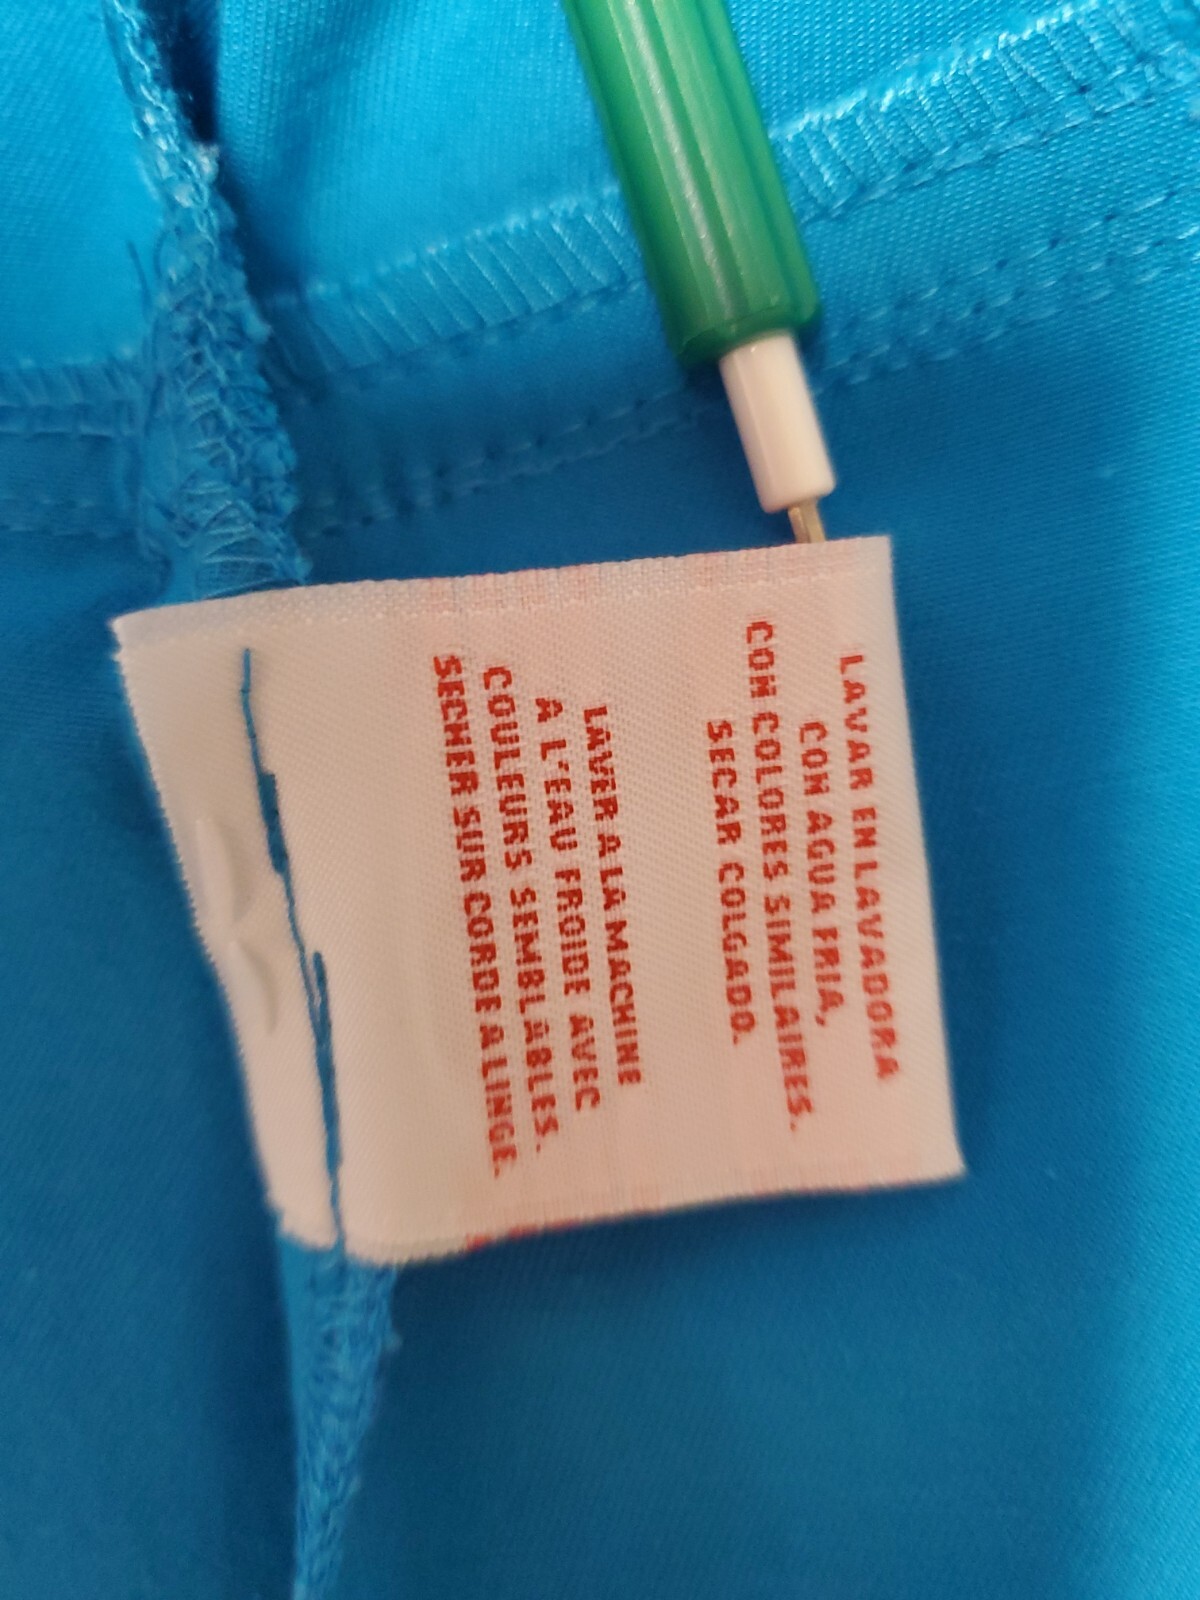 LAVAR EN LAVADORA
CON AGUA FRIA,
CON COLORES SIMILAIRES.
SECAR COLGADO.
LAVER A LA MACHINE
A L'EAU FROIDE AVEC
COULEURS SEMBLABLES.
SECHER SUR CORDE A LINGE.